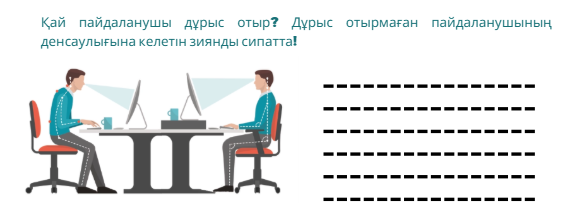 Қай пайдаланушы дұрыс отыр? Дұрыс отырмаған пайдаланушының
денсаулығына келетін зиянды сипатта!